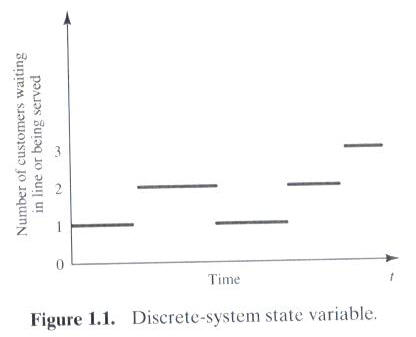 Number of customers waiting
in line or being served
3
2
1
0
Time
t
Figure 1.1. Discrete-system state variable.